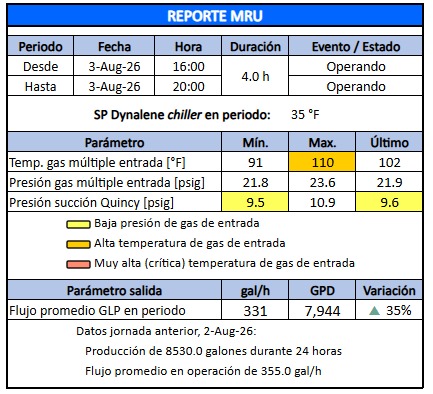 REPORTE MRU
Periodo Fecha Hora Duración Evento / Estado
Desde 3-Aug-26 16:00 4.0 h Operando
Hasta 3-Aug-26 20:00 Operando
SP Dynalene chiller en periodo: 35 °F
Parámetro Mín. Max. Último
Temp. gas múltiple entrada [°F] 91 110 102
Presión gas múltiple entrada [psig] 21.8 23.6 21.9
Presión succión Quincy [psig] 9.5 10.9 9.6
Baja presión de gas de entrada
Alta temperatura de gas de entrada
Muy alta (crítica) temperatura de gas de entrada
Parámetro salida gal/h GPD Variación
Flujo promedio GLP en periodo 331 7,944 ▲ 35%
Datos jornada anterior, 2-Aug-26:
Producción de 8530.0 galones durante 24 horas
Flujo promedio en operación de 355.0 gal/h